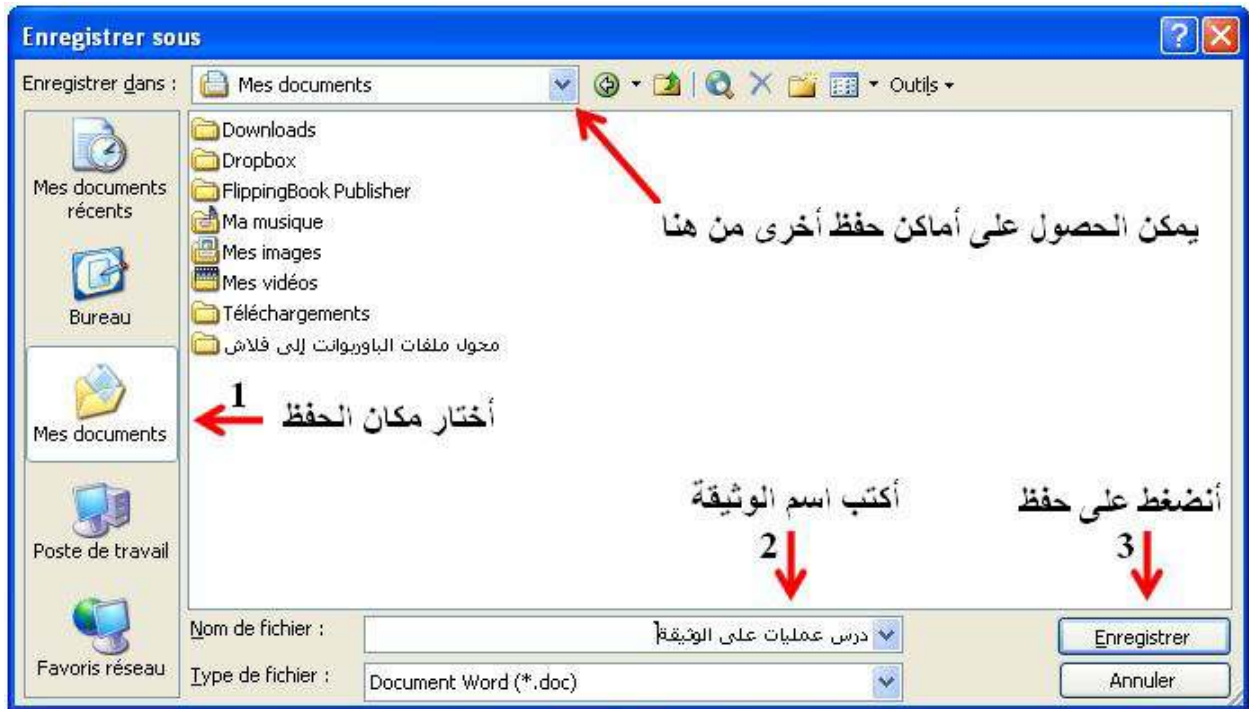 Enregistrer sous
Enregistrer dans :
Mes documents
Outils
Mes documents
récents
Bureau
Mes documents
Poste de travail
Favoris réseau
Downloads
Dropbox
FlippingBook Publisher
Ma musique
Mes images
Mes vidéos
Téléchargements
محول ملفات الباوربوانت إلى فلاش
يمكن الحصول على أماكن حفظ أخرى من هنا
1
أختار مكان الحفظ
أكتب اسم الوثيقة
2
أنضغط على حفظ
3
Nom de fichier :
درس عمليات على الوثيقة
Enregistrer
Type de fichier :
Document Word (*.doc)
Annuler